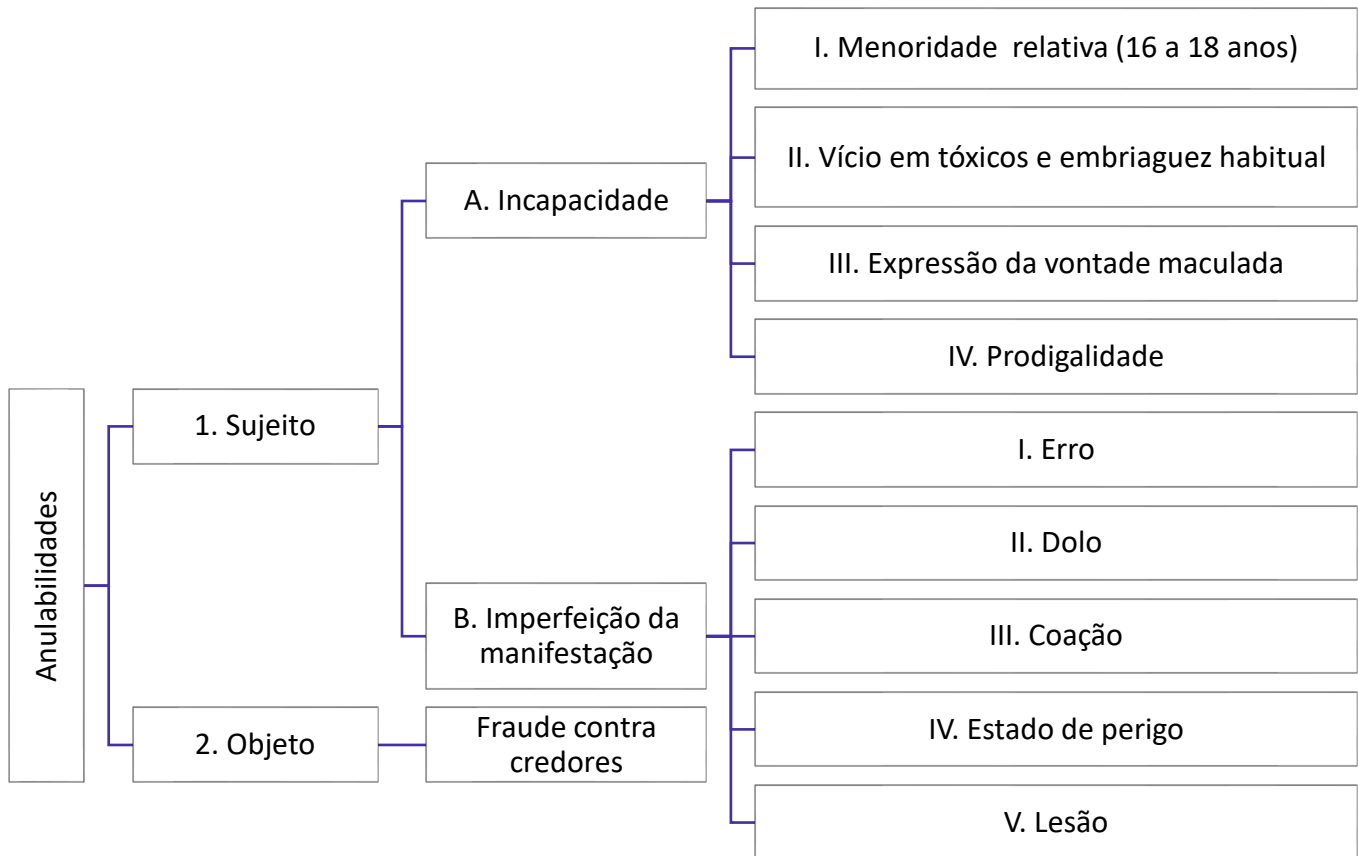 Anulabilidades
1. Sujeito
A. Incapacidade
I. Menoridade relativa (16 a 18 anos)
II. Vício em tóxicos e embriaguez habitual
III. Expressão da vontade maculada
IV. Prodigalidade
B. Imperfeição da
manifestação
I. Erro
II. Dolo
III. Coação
IV. Estado de perigo
V. Lesão
2. Objeto
Fraude contra
credores